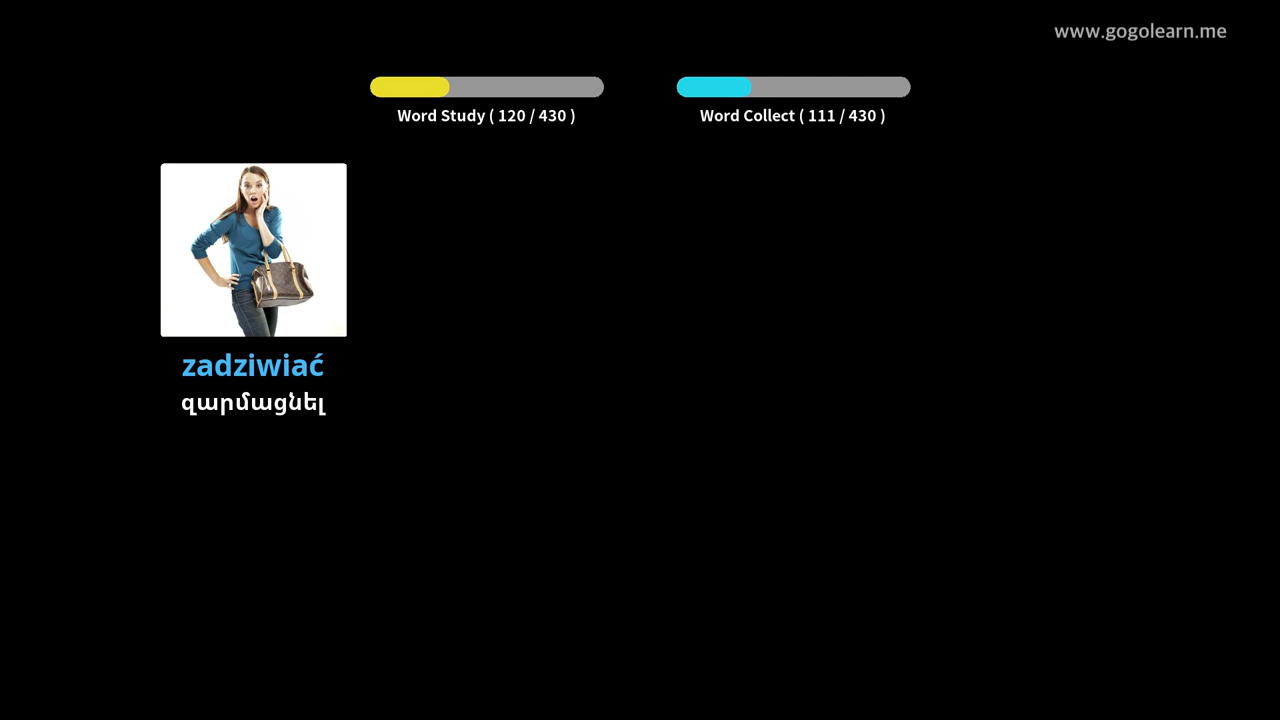 www.gogolearn.me
Word Study ( 120 / 430 )
Word Collect ( 111 / 430 )
zadziwiać
զարմացնել